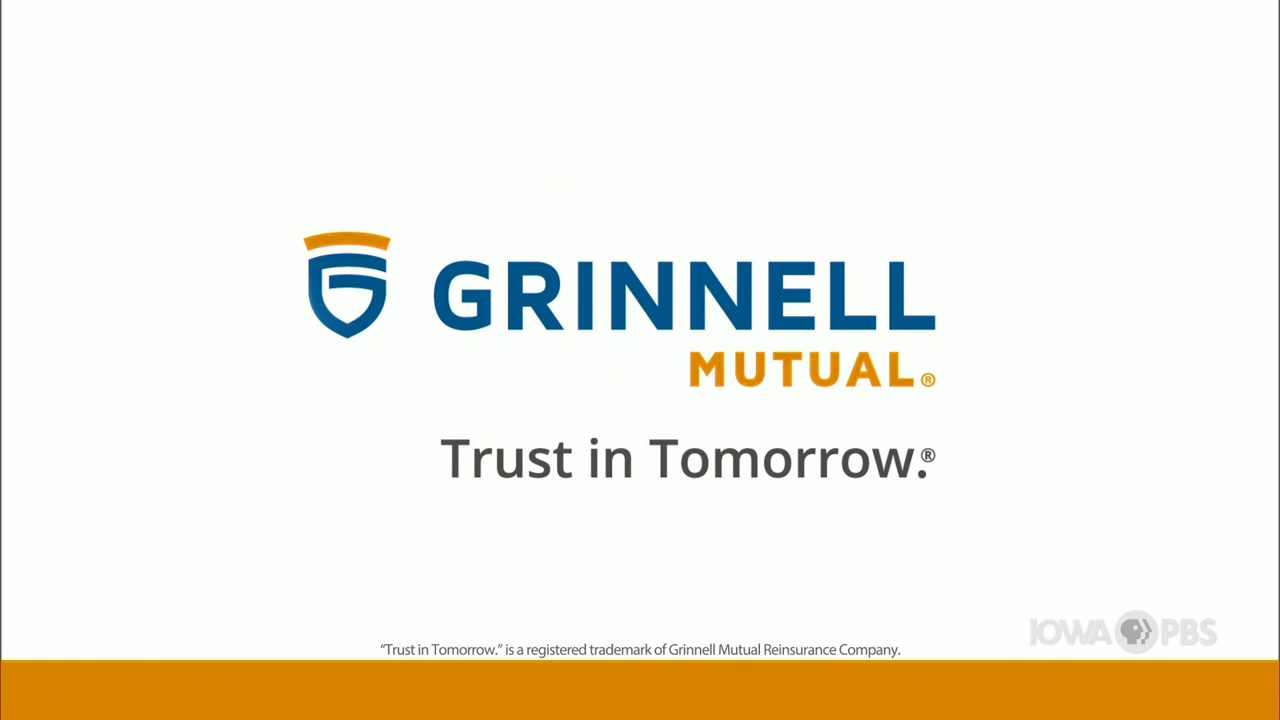 GRINNELL
MUTUAL®
Trust in Tomorrow.®
IOWA PBS
“Trust in Tomorrow.” is a registered trademark of Grinnell Mutual Reinsurance Company.